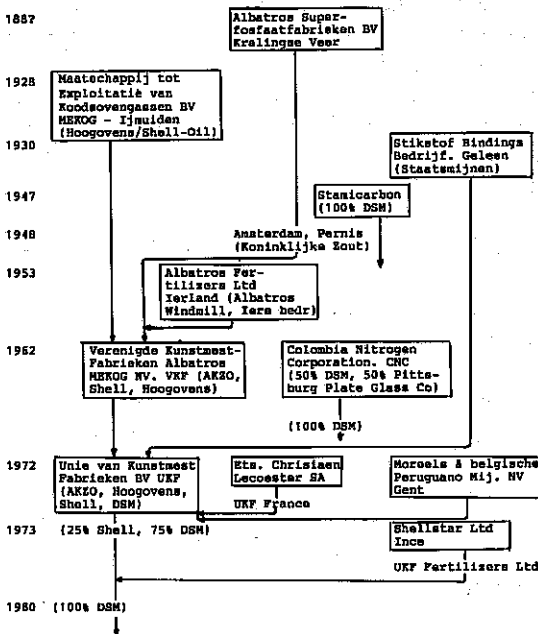 1887
Albatros Super-
fosfaatfabrieken BV
Kralingse Veer
1928
Maatschappij tot
Exploitatie van
Koodsovengassen BV
MEKOG - Ijmuiden
(Hoogovens/Shell-Oil)
1930
Stikstof Bindings
Bedrijf. Geleen
(Staatsmijnen)
1947
Stamicarbon
(100% DSM)
1948
Amsterdam, Pernis
(Koninklijke Zout)
1953
Albatros Fer-
tilizers Ltd
Ierland (Albatros
Windmill, Iers bedr)
1962
Verenigde Kunstmest-
Fabrieken Albatros
MEKOG NV. VKF (AKZO,
Shell, Hoogovens)
Colombia Nitrogen
Corporation. CNC
(50% DSM, 50% Pitts-
burg Plate Glass Co)
(100% DSM)
1972
Unie van Kunstmest
Fabrieken BV UKF
(AKZO, Hoogovens,
Shell, DSM)
Ets. Chrisiaen
Lecoester SA
UKF France
Morsels & belgische
Peruguano Mij. NV
Gent
1973
(25% Shell, 75% DSM)
Shellstar Ltd
Ince
UKF Fertilizers Ltd
1980
(100% DSM)